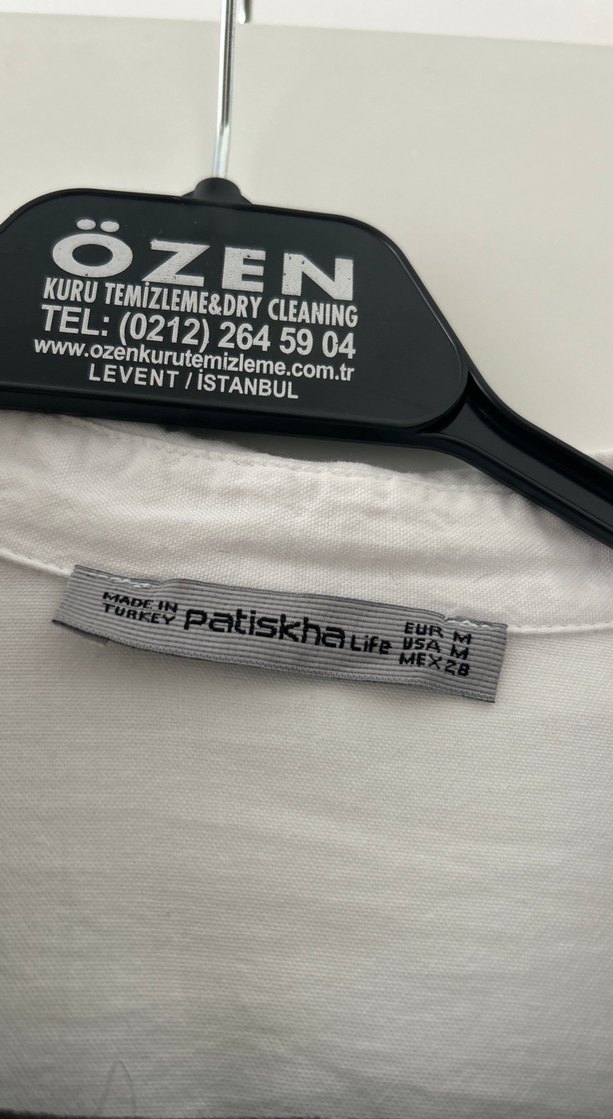 ÖZEN
KURU TEMİZLEME&DRY CLEANING
TEL: (0212) 264 59 04
www.ozenkurutemizleme.com.tr
LEVENT / İSTANBUL
MADE IN
TURKEY
Patiskha Life
EUR M
USA M
MEX 28